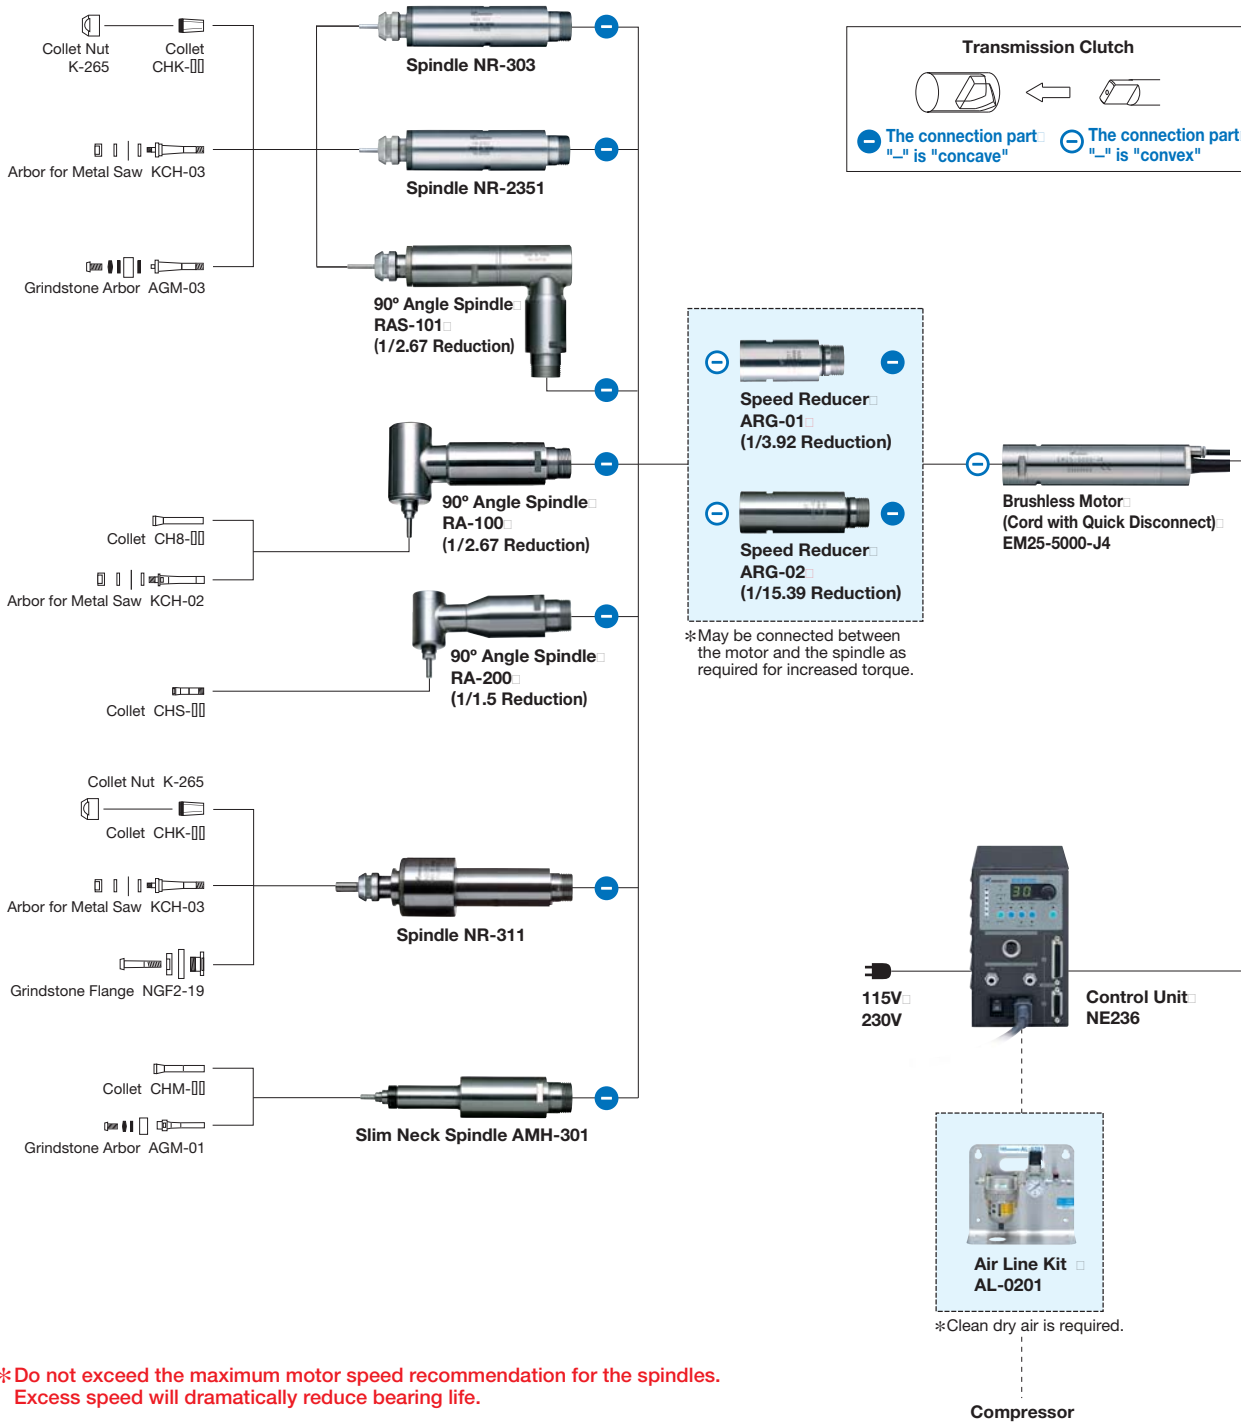 Collet Nut
K-265
Collet
CHK-▯▯
Spindle NR-303
Transmission Clutch
The connection part
"–" is "concave"
The connection part
"–" is "convex"
Arbor for Metal Saw KCH-03
Spindle NR-2351
Grindstone Arbor AGM-03
90º Angle Spindle
RAS-101
(1/2.67 Reduction)
Speed Reducer
ARG-01
(1/3.92 Reduction)
90º Angle Spindle
RA-100
(1/2.67 Reduction)
Brushless Motor
(Cord with Quick Disconnect)
EM25-5000-J4
Collet CH8-▯▯
Speed Reducer
ARG-02
(1/15.39 Reduction)
Arbor for Metal Saw KCH-02
*May be connected between
the motor and the spindle as
required for increased torque.
90º Angle Spindle
RA-200
(1/1.5 Reduction)
Collet CHS-▯▯
Collet Nut K-265
Collet CHK-▯▯
Arbor for Metal Saw KCH-03
Spindle NR-311
30
Grindstone Flange NGF2-19
115V
230V
Control Unit
NE236
Collet CHM-▯▯
Slim Neck Spindle AMH-301
Grindstone Arbor AGM-01
Air Line Kit
AL-0201
*Clean dry air is required.
*Do not exceed the maximum motor speed recommendation for the spindles.
Excess speed will dramatically reduce bearing life.
Compressor